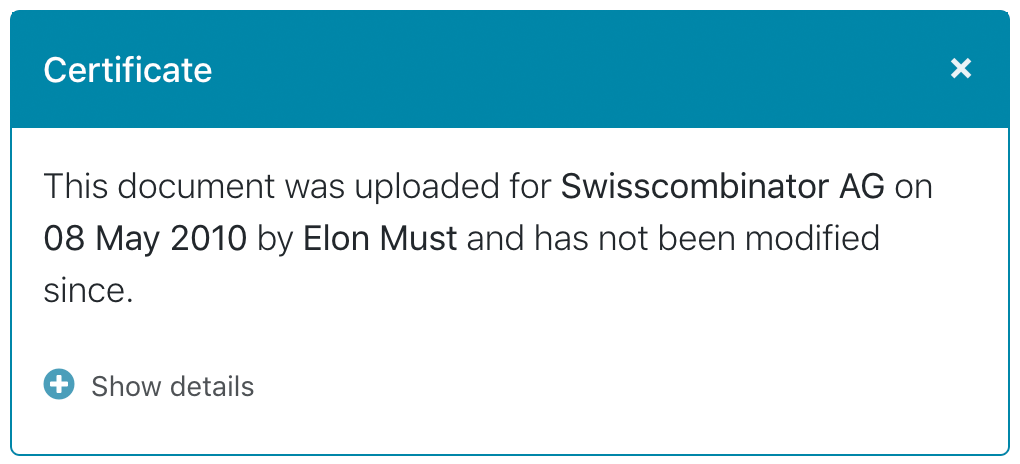 Certificate
This document was uploaded for Swisscombinator AG on
08 May 2010 by Elon Must and has not been modified
since.
Show details